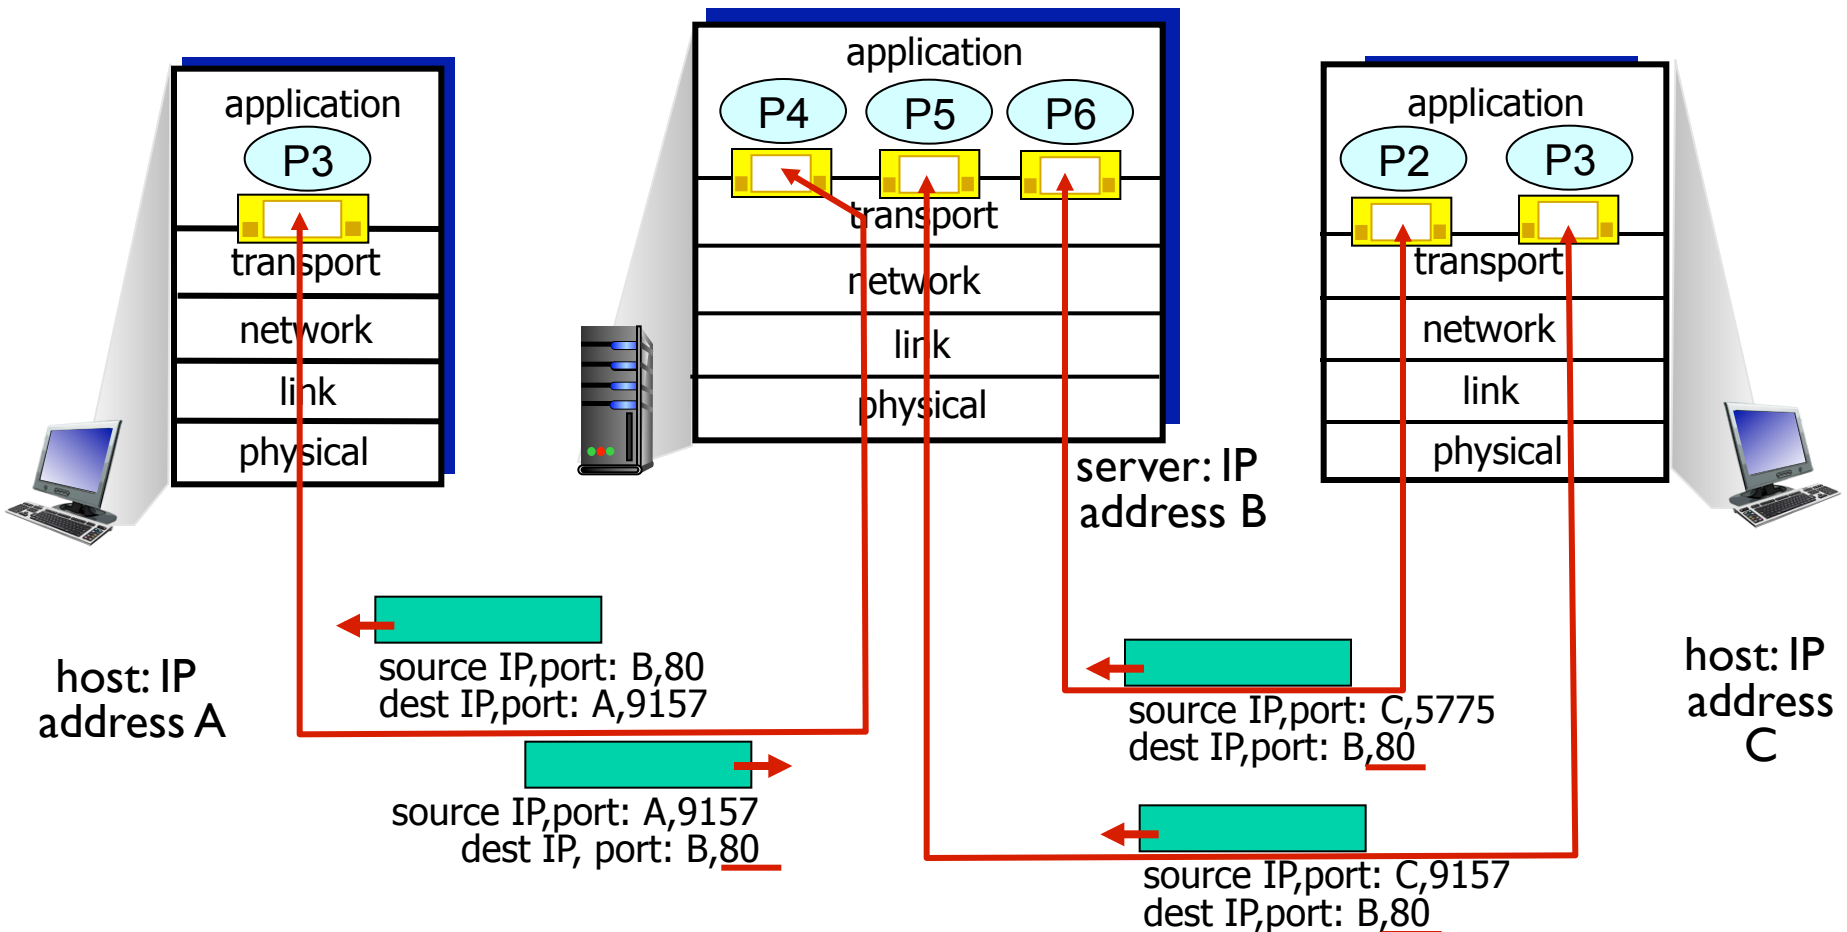 application
P3
transport
network
link
physical
host: IP
address A
application
P4 P5 P6
transport
network
link
physical
server: IP
address B
application
P2 P3
transport
network
link
physical
host: IP
address
C
source IP,port: B,80
dest IP,port: A,9157
source IP,port: A,9157
dest IP, port: B,80
source IP,port: C,5775
dest IP,port: B,80
source IP,port: C,9157
dest IP,port: B,80